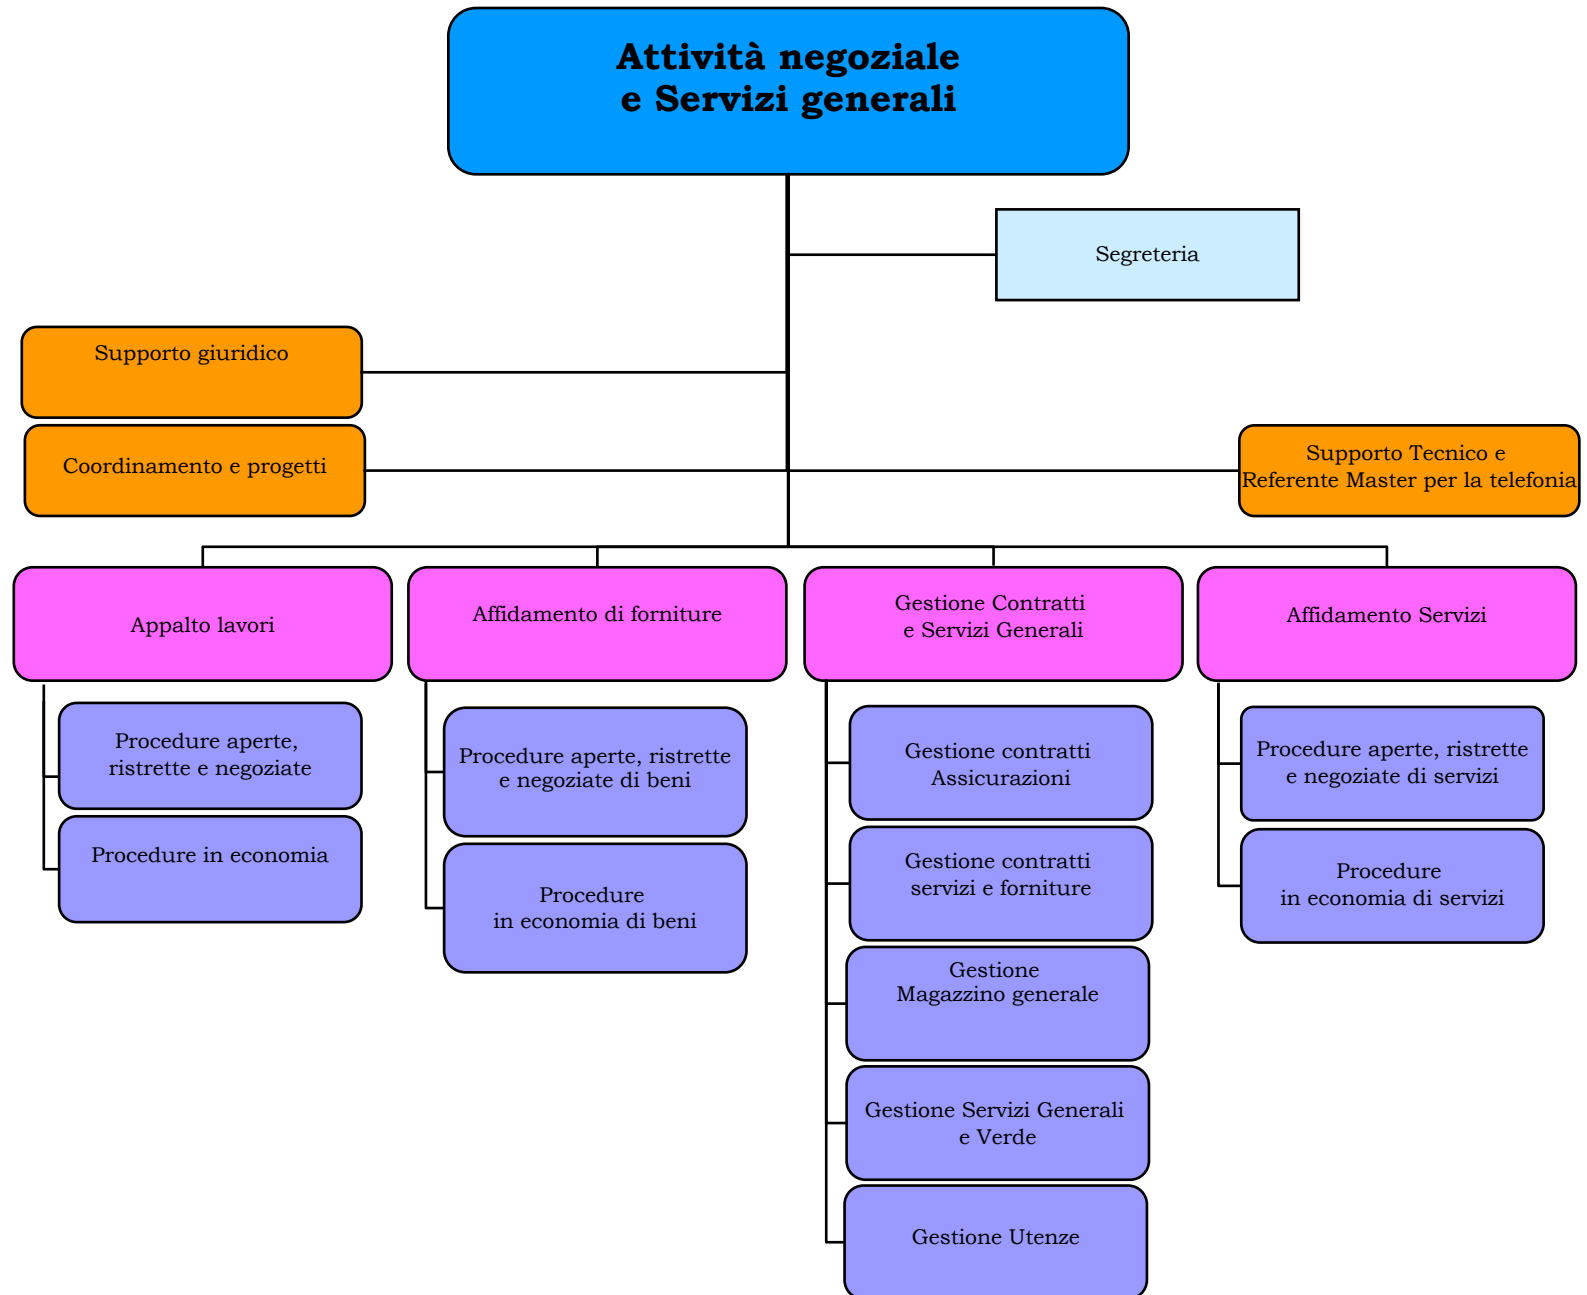 Attività negoziale
e Servizi generali
Segreteria
Supporto giuridico
Coordinamento e progetti
Supporto Tecnico e
Referente Master per la telefonia
Appalto lavori
Affidamento di forniture
Gestione Contratti
e Servizi Generali
Affidamento Servizi
Procedure aperte,
ristrette e negoziate
Procedure in economia
Procedure aperte, ristrette
e negoziate di beni
Procedure
in economia di beni
Gestione contratti
Assicurazioni
Gestione contratti
servizi e forniture
Gestione
Magazzino generale
Gestione Servizi Generali
e Verde
Gestione Utenze
Procedure aperte, ristrette
e negoziate di servizi
Procedure
in economia di servizi